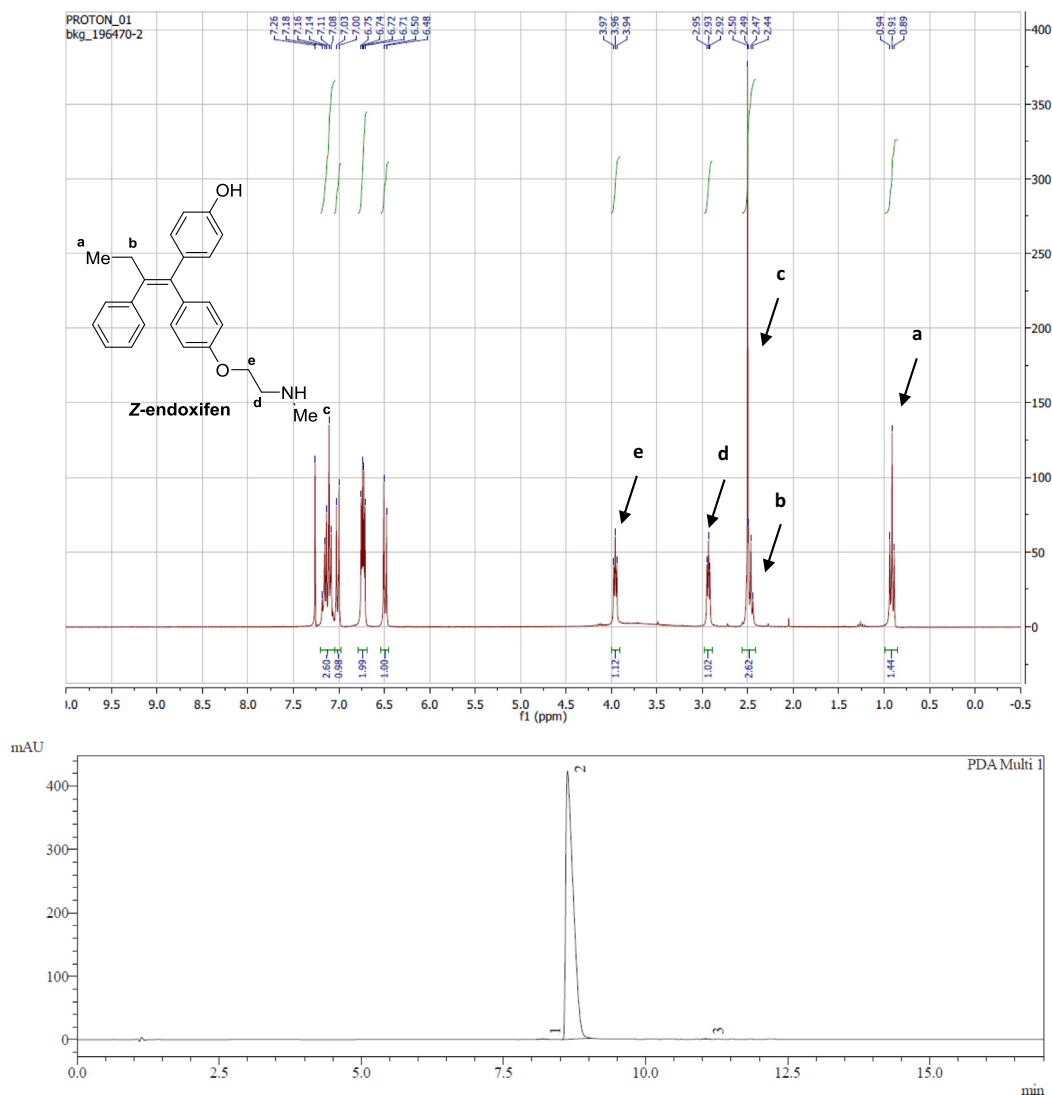 PROTON_01
bkg_196470-2
7.26
7.18
7.16
7.14
7.11
7.08
7.03
7.00
6.75
6.74
6.72
6.71
6.50
6.48
3.97
3.96
3.94
2.95
2.93
2.92
2.50
2.49
2.47
2.44
0.94
0.91
0.89
400
350
300
250
200
150
100
50
0
OH
a
b
Me
O
e
d
NH
Me
c
Z-endoxifen
c
a
e
d
b
2.60
0.98
1.99
1.00
1.12
1.02
2.62
1.44
0.0 9.5 9.0 8.5 8.0 7.5 7.0 6.5 6.0 5.5 5.0 4.5 4.0 3.5 3.0 2.5 2.0 1.5 1.0 0.5 0.0 -0.5
f1 (ppm)
mAU
PDA Multi 1
400
300
200
100
0
1
2
3
0.0 2.5 5.0 7.5 10.0 12.5 15.0
min